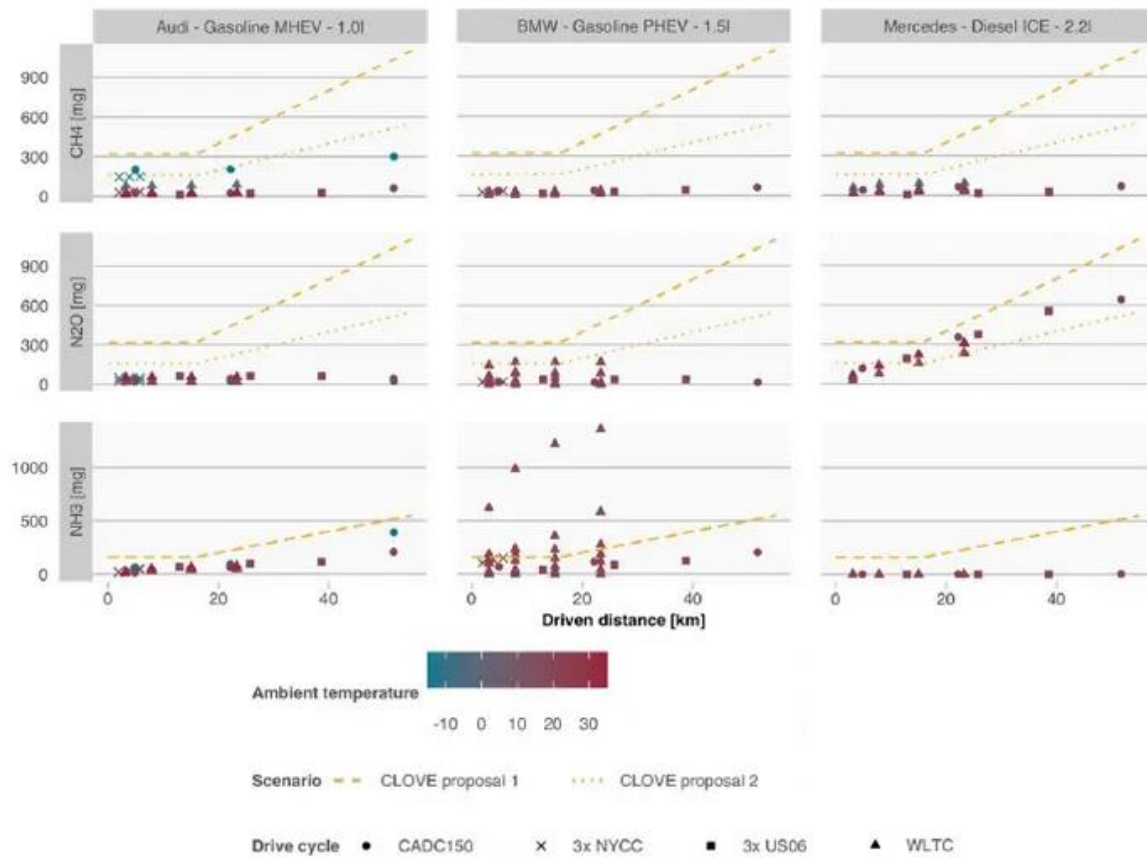 Audi - Gasoline MHEV - 1.0l
BMW - Gasoline PHEV - 1.5l
Mercedes - Diesel ICE - 2.2l
CH4 [mg]
900
600
300
0
N2O [mg]
900
600
300
0
NH3 [mg]
1000
500
0
0 20 40
0 20 40
0 20 40
Driven distance [km]
Ambient temperature
-10 0 10 20 30
Scenario CLOVE proposal 1 CLOVE proposal 2
Drive cycle CADC150 3x NYCC 3x US06 WLTC